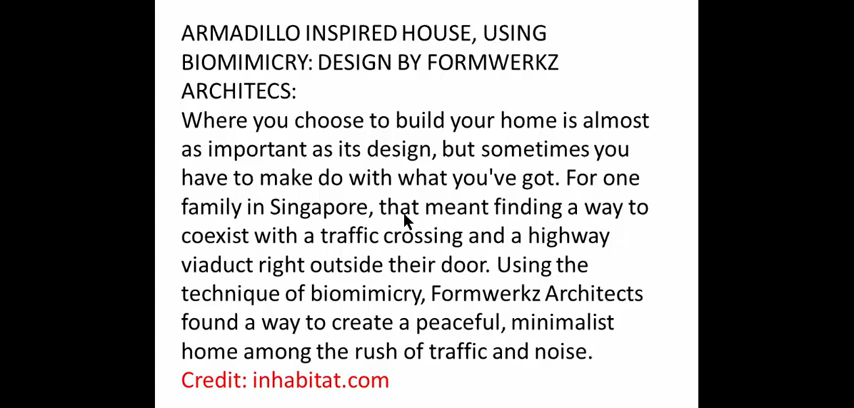 ARMADILLO INSPIRED HOUSE, USING
BIOMIMICRY: DESIGN BY FORMWERKZ
ARCHITECS:
Where you choose to build your home is almost
as important as its design, but sometimes you
have to make do with what you've got. For one
family in Singapore, that meant finding a way to
coexist with a traffic crossing and a highway
viaduct right outside their door. Using the
technique of biomimicry, Formwerkz Architects
found a way to create a peaceful, minimalist
home among the rush of traffic and noise.
Credit: inhabitat.com